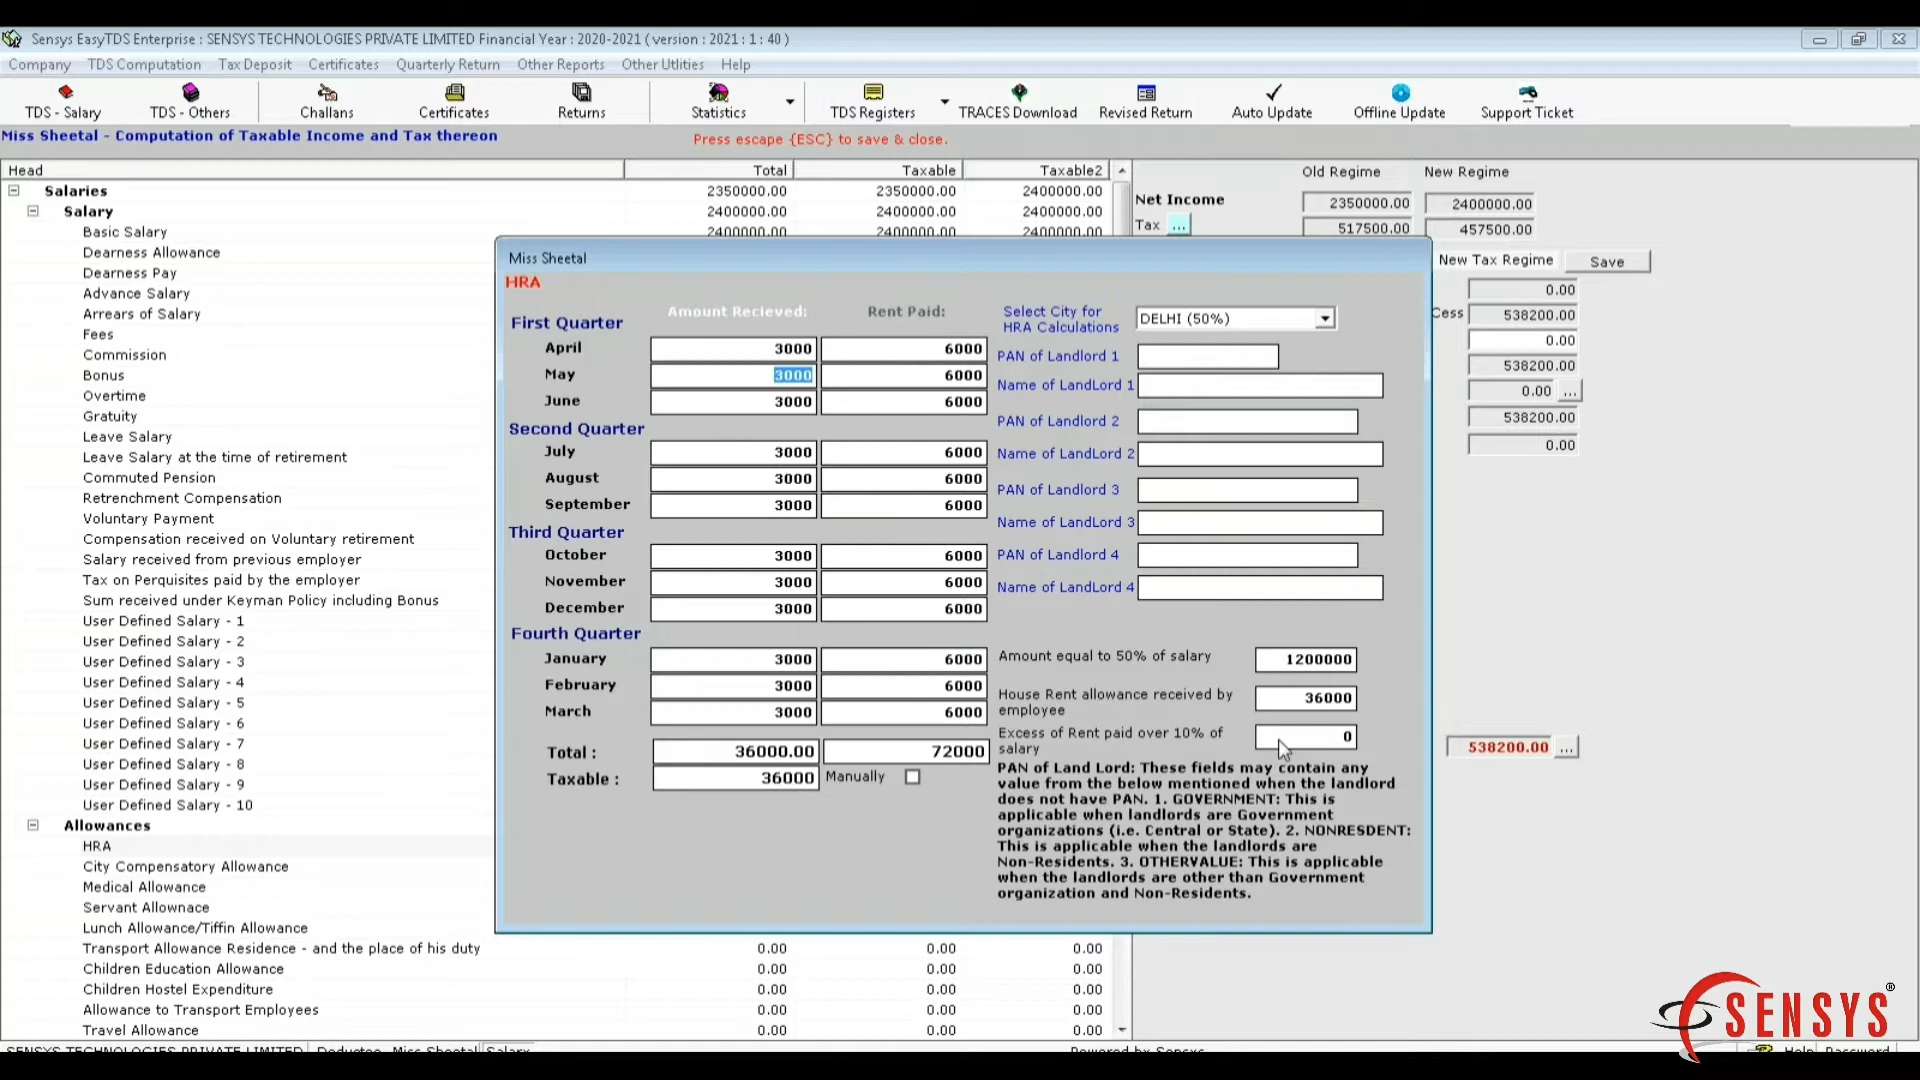 Sensys EasyTDS Enterprise : SENSYS TECHNOLOGIES PRIVATE LIMITED Financial Year : 2020-2021 ( version : 2021 : 1 : 40 )
Company TDS Computation Tax Deposit Certificates Quarterly Return Other Reports Other Utlities Help
TDS - Salary TDS - Others Challans Certificates Returns Statistics TDS Registers TRACES Download Revised Return Auto Update Offline Update Support Ticket
Miss Sheetal - Computation of Taxable Income and Tax thereon Press escape {ESC} to save & close.
Head Total Taxable Taxable2
Salaries 2350000.00 2350000.00 2400000.00
Salary 2400000.00 2400000.00 2400000.00
Basic Salary 2400000.00 2400000.00 2400000.00
Dearness Allowance
Dearness Pay
Advance Salary
Arrears of Salary
Fees
Commission
Bonus
Overtime
Gratuity
Leave Salary
Leave Salary at the time of retirement
Commuted Pension
Retrenchment Compensation
Voluntary Payment
Compensation received on Voluntary retirement
Salary received from previous employer
Tax on Perquisites paid by the employer
Sum received under Keyman Policy including Bonus
User Defined Salary - 1
User Defined Salary - 2
User Defined Salary - 3
User Defined Salary - 4
User Defined Salary - 5
User Defined Salary - 6
User Defined Salary - 7
User Defined Salary - 8
User Defined Salary - 9
User Defined Salary - 10
Allowances
HRA
City Compensatory Allowance
Medical Allowance
Servant Allownace
Lunch Allowance/Tiffin Allowance
Transport Allowance Residence - and the place of his duty 0.00 0.00 0.00
Children Education Allowance 0.00 0.00 0.00
Children Hostel Expenditure 0.00 0.00 0.00
Allowance to Transport Employees 0.00 0.00 0.00
Travel Allowance 0.00 0.00 0.00
Old Regime New Regime
Net Income 2350000.00 2400000.00
Tax ... 517500.00 457500.00
New Tax Regime Save
0.00
Cess 538200.00
0.00
538200.00
0.00 ...
538200.00
0.00
538200.00 ...
Miss Sheetal
HRA
Amount Recieved: Rent Paid:
First Quarter
April 3000 6000
May 3000 6000
June 3000 6000
Second Quarter
July 3000 6000
August 3000 6000
September 3000 6000
Third Quarter
October 3000 6000
November 3000 6000
December 3000 6000
Fourth Quarter
January 3000 6000
February 3000 6000
March 3000 6000
Total : 36000.00 72000
Taxable : 36000 Manually
Select City for
HRA Calculations DELHI (50%)
PAN of Landlord 1
Name of LandLord 1
PAN of Landlord 2
Name of LandLord 2
PAN of Landlord 3
Name of LandLord 3
PAN of Landlord 4
Name of LandLord 4
Amount equal to 50% of salary 1200000
House Rent allowance received by
employee 36000
Excess of Rent paid over 10% of
salary 0
PAN of Land Lord: These fields may contain any
value from the below mentioned when the landlord
does not have PAN. 1. GOVERNMENT: This is
applicable when landlords are Government
organizations (i.e. Central or State). 2. NONRESDENT:
This is applicable when the landlords are
Non-Residents. 3. OTHERVALUE: This is applicable
when the landlords are other than Government
organization and Non-Residents.
SENSYS®
SENSYS TECHNOLOGIES PRIVATE LIMITED Deductee Miss Sheetal Salary Powered by Sensys Help Password